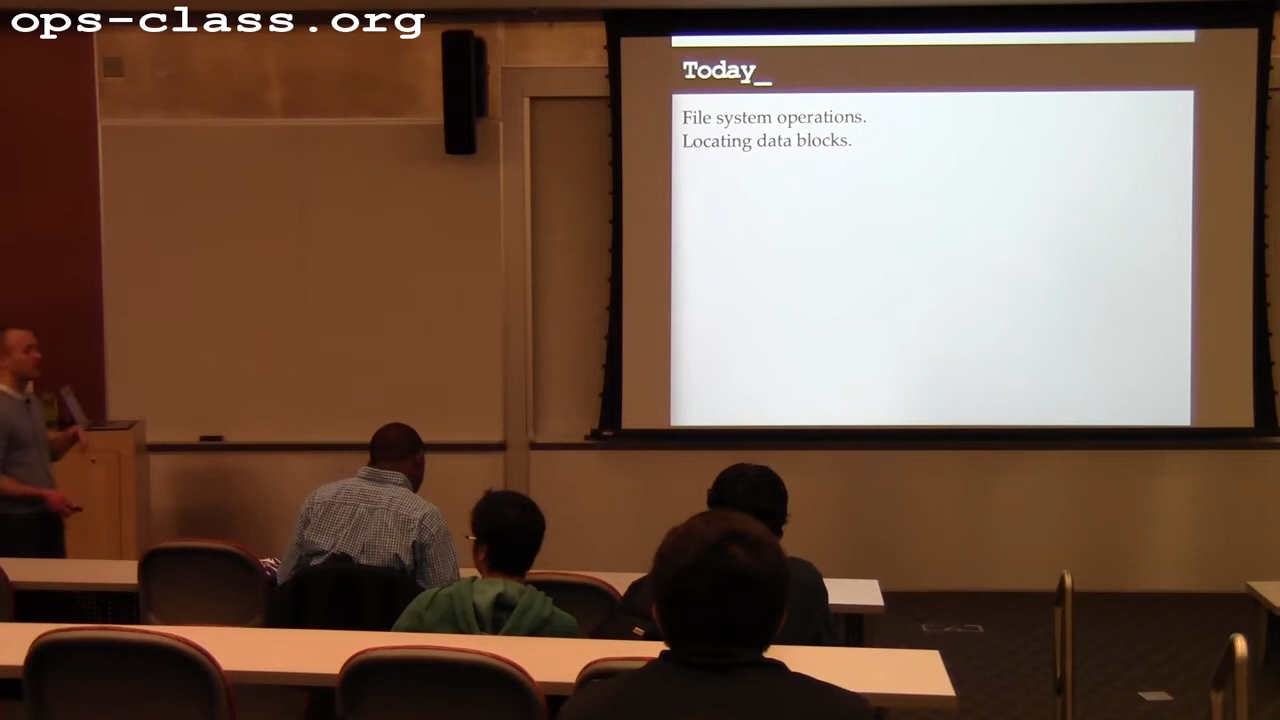 ops-class.org
Today_
File system operations.
Locating data blocks.